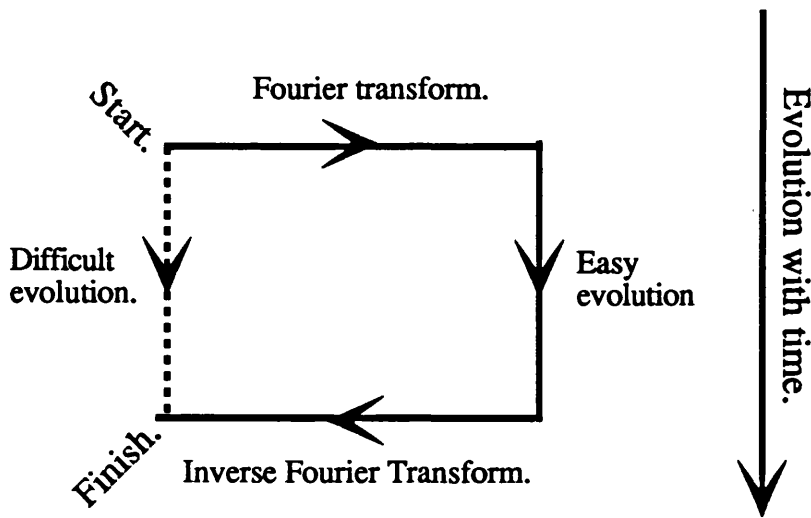 Start.
Fourier transform.
Difficult
evolution.
Easy
evolution
Evolution with time.
Finish.
Inverse Fourier Transform.